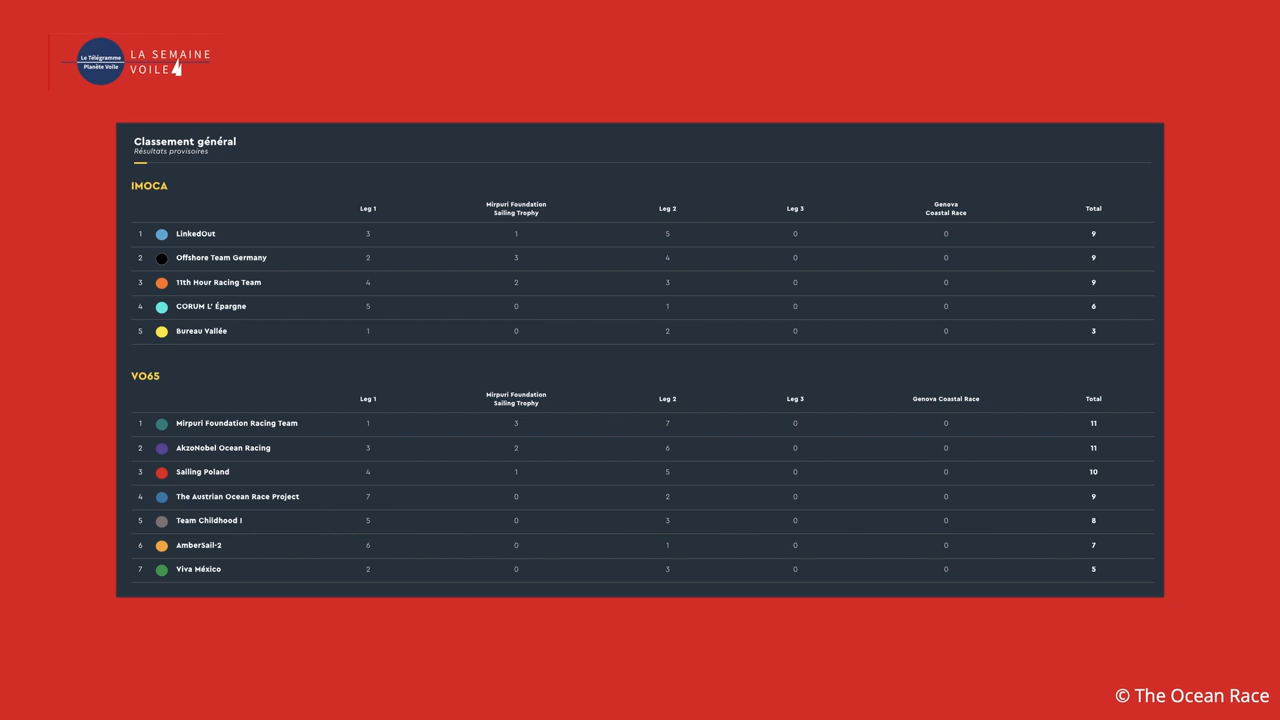 Le Télégramme
Planète Voile
LA SEMAINE
VOILE
Classement général
Résultats provisoires
IMOCA
Leg 1 Mirpuri Foundation Sailing Trophy Leg 2 Leg 3 Genova Coastal Race Total
1 LinkedOut 3 1 5 0 0 9
2 Offshore Team Germany 2 3 4 0 0 9
3 11th Hour Racing Team 4 2 3 0 0 9
4 CORUM L' Épargne 5 0 1 0 0 6
5 Bureau Vallée 1 0 2 0 0 3
VO65
Leg 1 Mirpuri Foundation Sailing Trophy Leg 2 Leg 3 Genova Coastal Race Total
1 Mirpuri Foundation Racing Team 1 3 7 0 0 11
2 AkzoNobel Ocean Racing 3 2 6 0 0 11
3 Sailing Poland 4 1 5 0 0 10
4 The Austrian Ocean Race Project 7 0 2 0 0 9
5 Team Childhood I 5 0 3 0 0 8
6 AmberSail-2 6 0 1 0 0 7
7 Viva México 2 0 3 0 0 5
© The Ocean Race